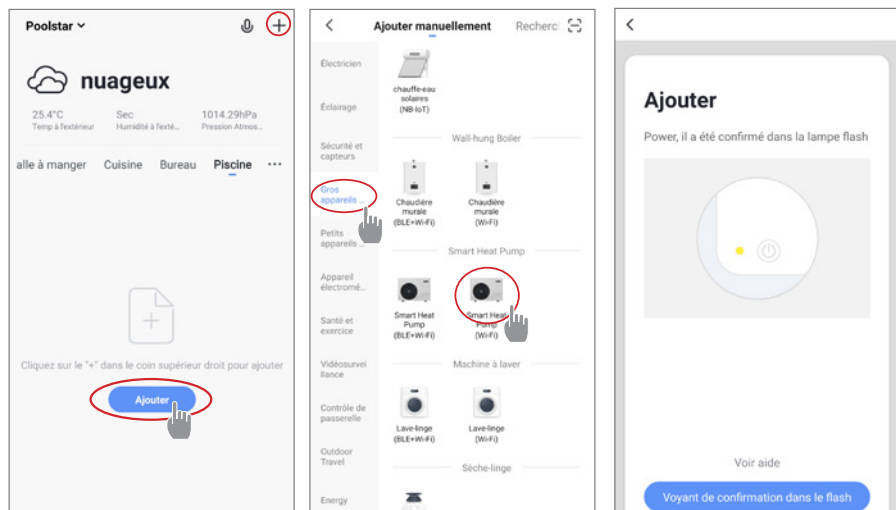 Poolstar
nuageux
25.4°C Sec 1014.29hPa
Temp à l'extérieur Humidité à l'exté... Pression Atmos...
alle à manger Cuisine Bureau Piscine ...
Cliquez sur le "+" dans le coin supérieur droit pour ajouter
Ajouter
Ajouter manuellement Recherc
Électricien
Éclairage
Sécurité et
capteurs
Gros
appareils ...
Petits
appareils ...
Appareil
électromé...
Santé et
exercice
Vidéosurvei
llance
Contrôle de
passerelle
Outdoor
Travel
Energy
chauffe-eau
solaires
(NB-IoT)
Wall-hung Boiler
Chaudière
murale
(BLE+Wi-Fi)
Chaudière
murale
(Wi-Fi)
Smart Heat Pump
Smart Heat
Pump
(BLE+Wi-Fi)
Smart Heat
Pump
(Wi-Fi)
Machine à laver
Lave-linge
(BLE+Wi-Fi)
Lave-linge
(Wi-Fi)
Sèche-linge
Ajouter
Power, il a été confirmé dans la lampe flash
Voir aide
Voyant de confirmation dans le flash